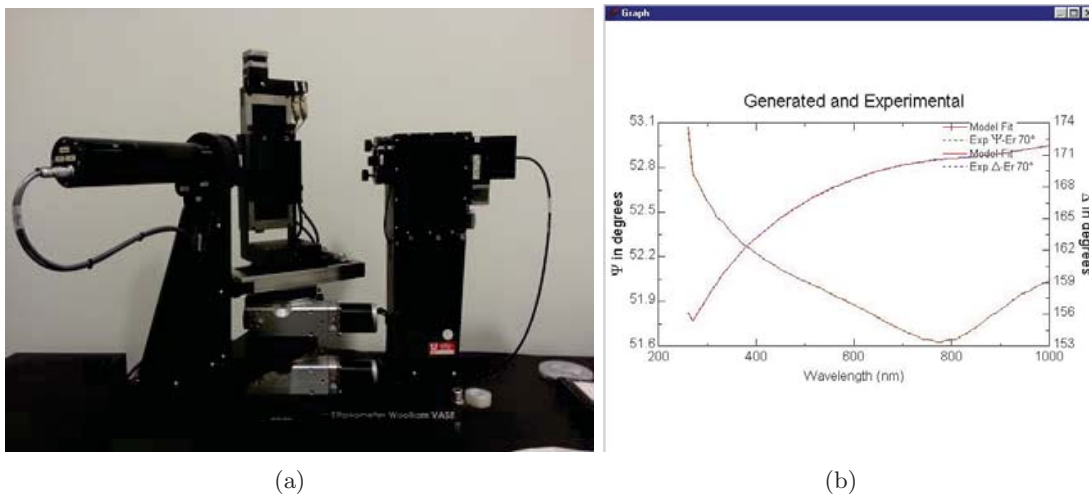 Graph
Generated and Experimental
Model Fit
Exp Ψ-Er 70°
Model Fit
Exp Δ-Er 70°
53.1
52.8
52.5
52.2
51.9
51.6
Ψ in degrees
174
171
168
165
162
159
156
153
Δ in degrees
200
400
600
800
1000
Wavelength (nm)
Woollam VASE
(a)
(b)